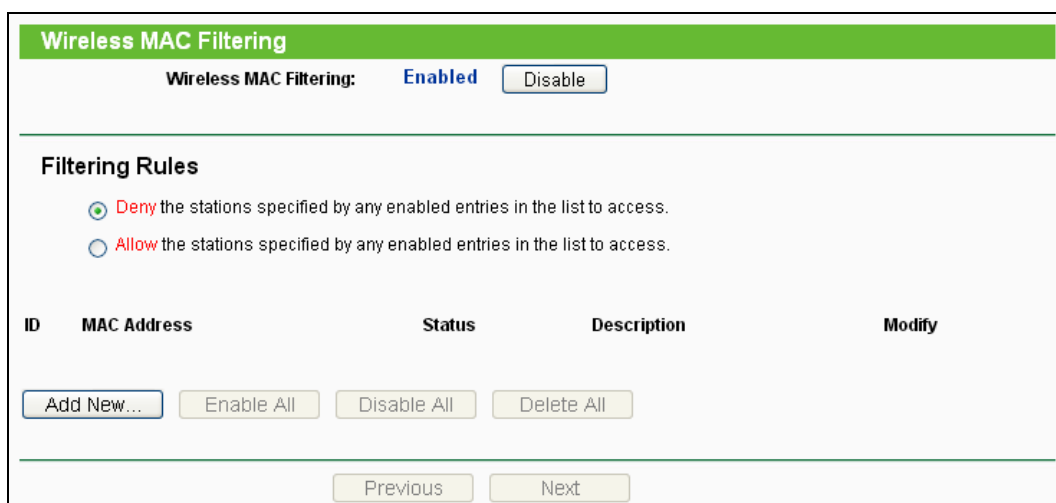 Wireless MAC Filtering
Wireless MAC Filtering: Enabled Disable
Filtering Rules
Deny the stations specified by any enabled entries in the list to access.
Allow the stations specified by any enabled entries in the list to access.
ID MAC Address Status Description Modify
Add New... Enable All Disable All Delete All
Previous Next